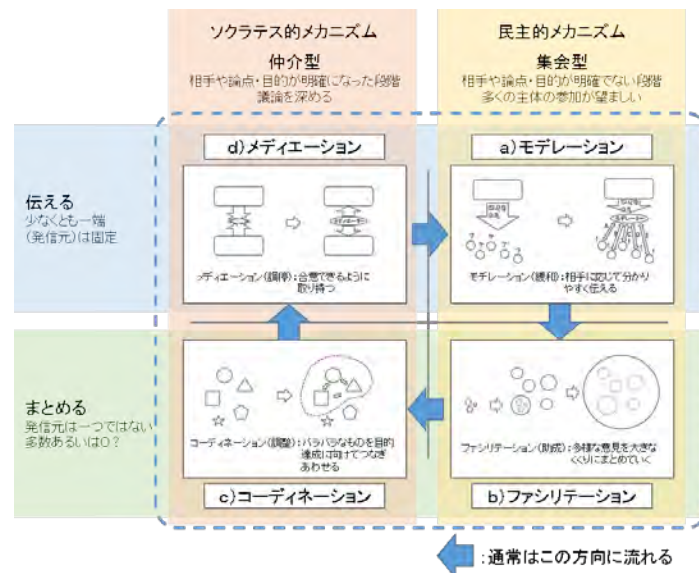 ソクラテス的メカニズム
仲介型
相手や論点・目的が明確になった段階
議論を深める
民主的メカニズム
集会型
相手や論点・目的が明確でない段階
多くの主体の参加が望ましい
伝える
少なくとも一端
(発信元)は固定
d)メディエーション
メディエーション(調停):合意できるように
取り持つ
a)モデレーション
モデレーション(緩和):相手に応じて分かり
やすく伝える
まとめる
発信元は一つではない
多数あるいは0?
コーディネーション(調整):バラバラなものを目的
達成に向けてつなぎ
あわせる
c)コーディネーション
ファシリテーション(助成):多様な意見を大きな
くくりにまとめていく
b)ファシリテーション
:通常はこの方向に流れる